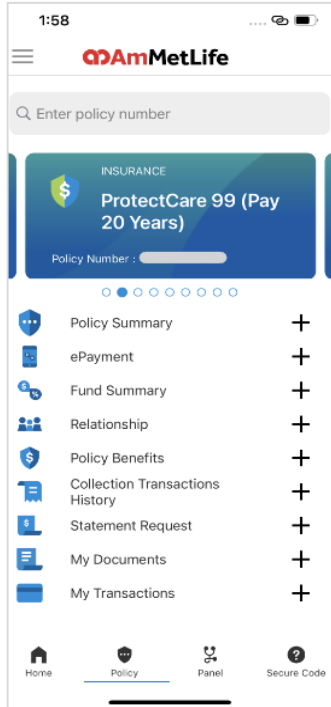 1:58
AmMetLife
Enter policy number
INSURANCE
ProtectCare 99 (Pay
20 Years)
Policy Number :
Policy Summary
ePayment
Fund Summary
Relationship
Policy Benefits
Collection Transactions
History
Statement Request
My Documents
My Transactions
Home Policy Panel Secure Code